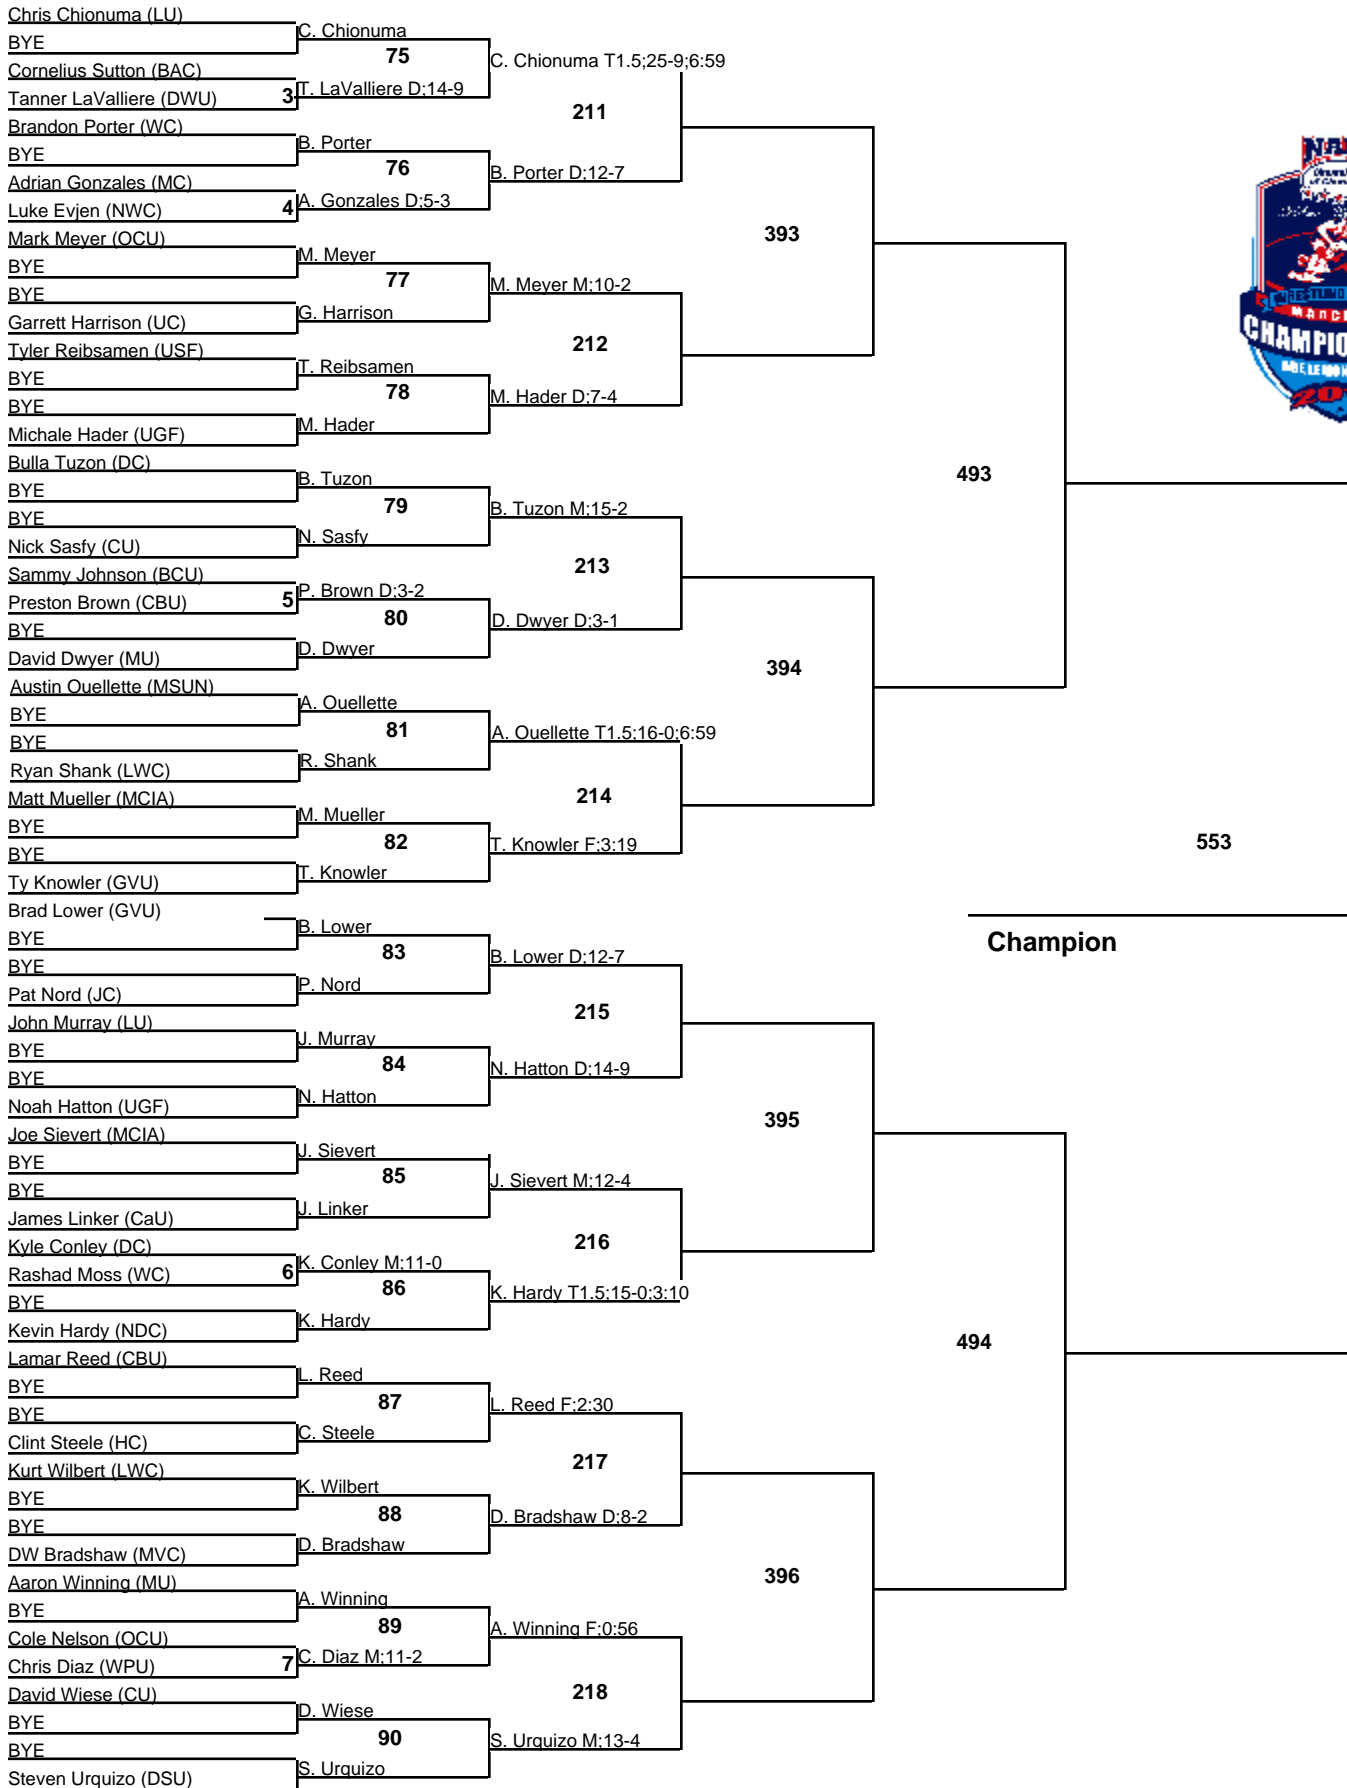 Chris Chionuma (LU)
BYE
Cornelius Sutton (BAC)
Tanner LaValliere (DWU) 3
Brandon Porter (WC)
BYE
Adrian Gonzales (MC)
Luke Evjen (NWC) 4
Mark Meyer (OCU)
BYE
BYE
Garrett Harrison (UC)
Tyler Reibsamen (USF)
BYE
BYE
Michale Hader (UGF)
Bulla Tuzon (DC)
BYE
BYE
Nick Sasfy (CU)
Sammy Johnson (BCU)
Preston Brown (CBU) 5
BYE
David Dwyer (MU)
Austin Ouellette (MSUN)
BYE
BYE
Ryan Shank (LWC)
Matt Mueller (MCIA)
BYE
BYE
Ty Knowler (GVU)
Brad Lower (GVU)
BYE
BYE
Pat Nord (JC)
John Murray (LU)
BYE
BYE
Noah Hatton (UGF)
Joe Sievert (MCIA)
BYE
BYE
James Linker (CaU)
Kyle Conley (DC)
Rashad Moss (WC) 6
BYE
Kevin Hardy (NDC)
Lamar Reed (CBU)
BYE
BYE
Clint Steele (HC)
Kurt Wilbert (LWC)
BYE
BYE
DW Bradshaw (MVC)
Aaron Winning (MU)
BYE
Cole Nelson (OCU)
Chris Diaz (WPU) 7
David Wiese (CU)
BYE
BYE
Steven Urquizo (DSU)
C. Chionuma
75
T. LaValliere D;14-9
B. Porter
76
A. Gonzales D;5-3
M. Meyer
77
G. Harrison
T. Reibsamen
78
M. Hader
B. Tuzon
79
N. Sasfy
P. Brown D;3-2
80
D. Dwyer
A. Ouellette
81
R. Shank
M. Mueller
82
T. Knowler
B. Lower
83
P. Nord
J. Murray
84
N. Hatton
J. Sievert
85
J. Linker
K. Conley M;11-0
86
K. Hardy
L. Reed
87
C. Steele
K. Wilbert
88
D. Bradshaw
A. Winning
89
C. Diaz M;11-2
D. Wiese
90
S. Urquizo
C. Chionuma T1.5;25-9;6:59
211
B. Porter D;12-7
M. Meyer M;10-2
212
M. Hader D;7-4
B. Tuzon M;15-2
213
D. Dwyer D;3-1
A. Ouellette T1.5;16-0;6:59
214
T. Knowler F;3:19
B. Lower D;12-7
215
N. Hatton D;14-9
J. Sievert M;12-4
216
K. Hardy T1.5;15-0;3:10
L. Reed F;2:30
217
D. Bradshaw D;8-2
A. Winning F;0:56
218
S. Urquizo M;13-4
393
394
395
396
493
494
553
Champion